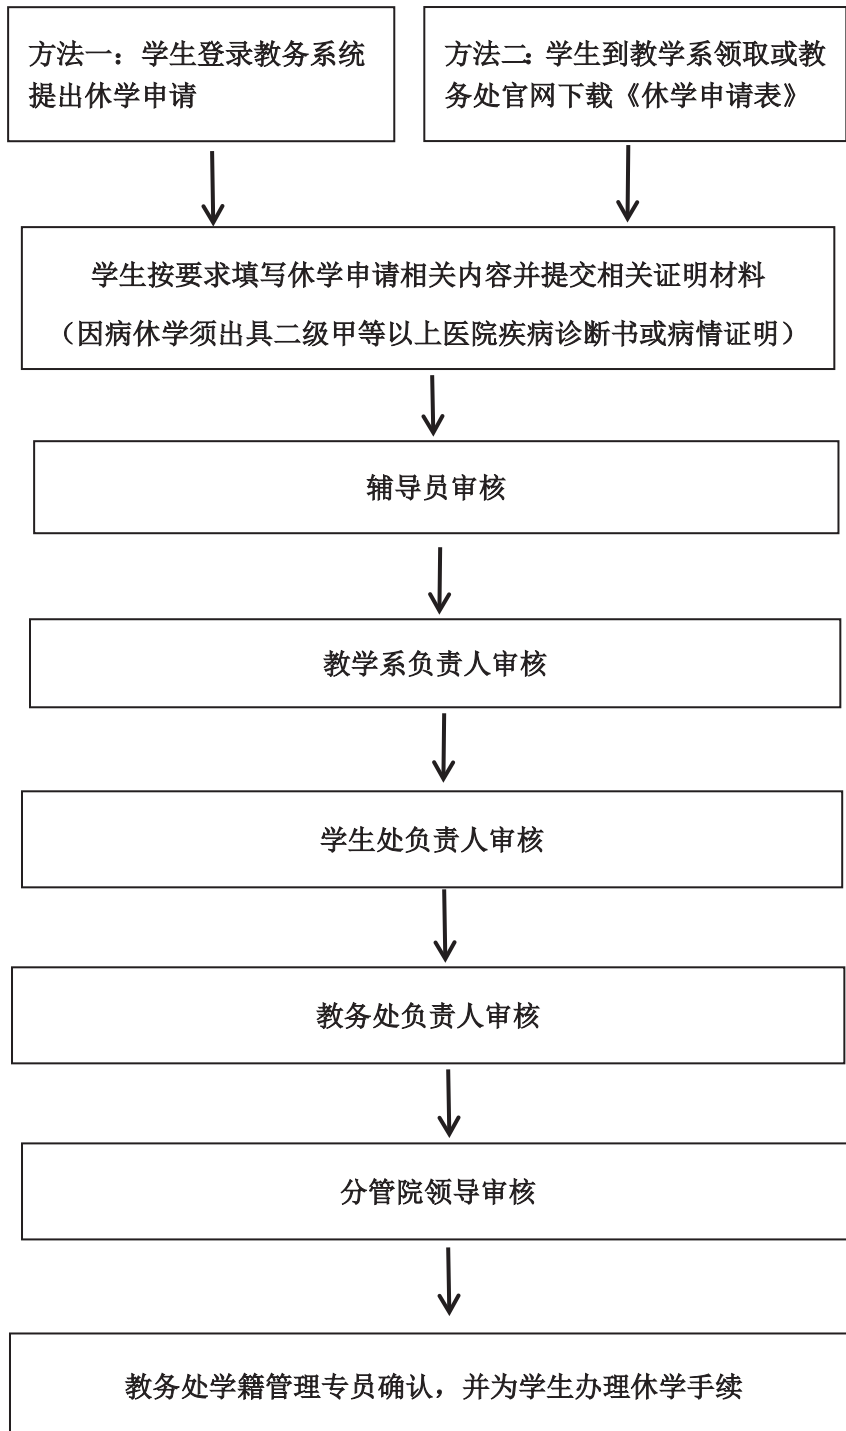 方法一：学生登录教务系统
提出休学申请
方法二：学生到教学系领取或教
务处官网下载《休学申请表》
学生按要求填写休学申请相关内容并提交相关证明材料
（因病休学须出具二级甲等以上医院疾病诊断书或病情证明）
辅导员审核
教学系负责人审核
学生处负责人审核
教务处负责人审核
分管院领导审核
教务处学籍管理专员确认，并为学生办理休学手续